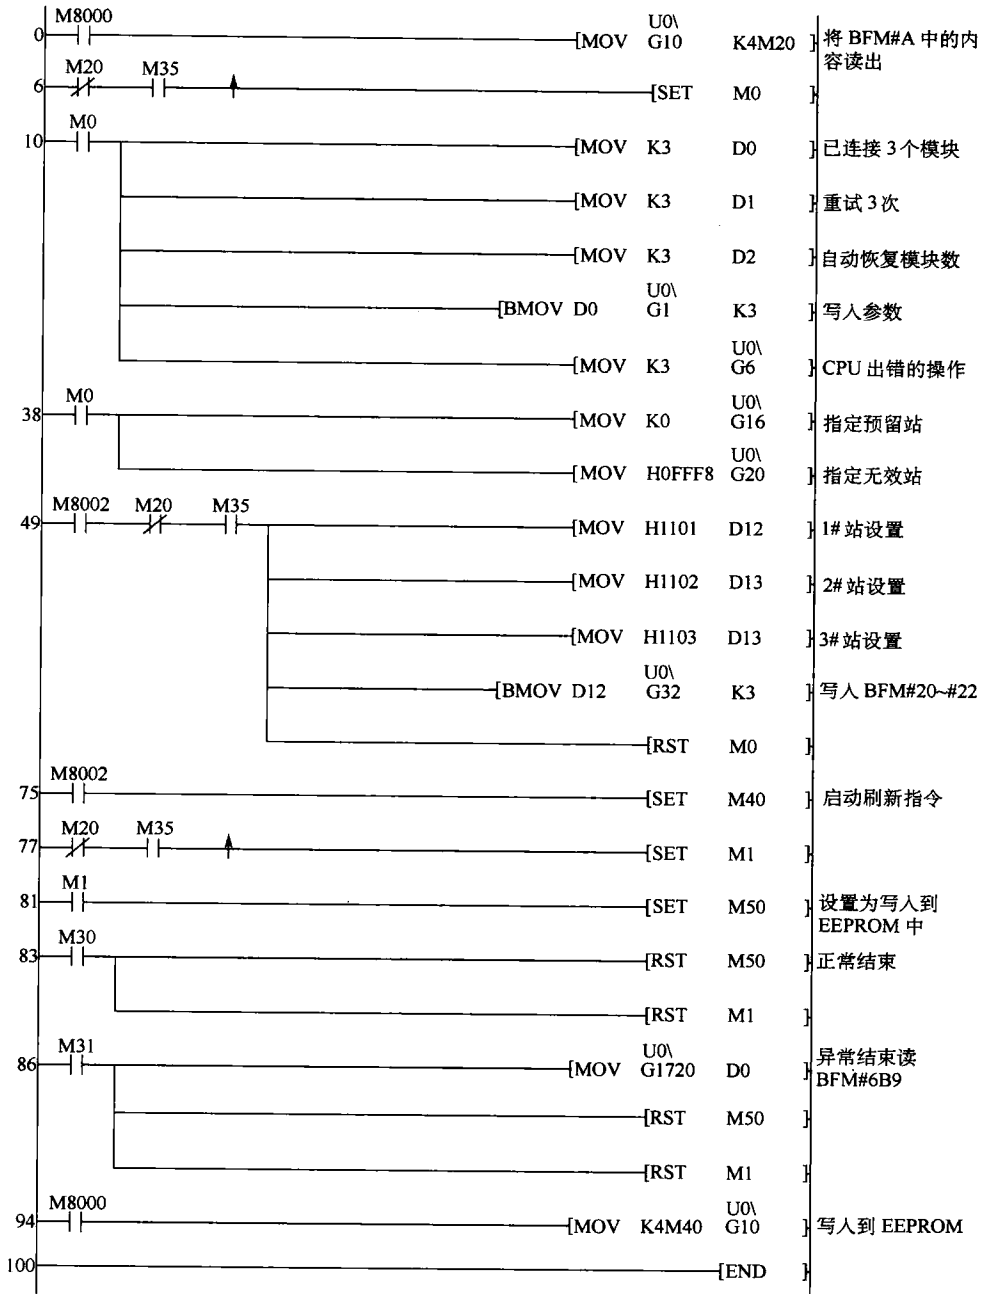 M8000
U0\
0 [MOV G10 K4M20 ] 将 BFM#A 中的内
容读出
M20 M35
6 [SET M0 ]
M0
10 [MOV K3 D0 ] 已连接 3 个模块
[MOV K3 D1 ] 重试 3 次
[MOV K3 D2 ] 自动恢复模块数
U0\
[BMOV D0 G1 K3 ] 写入参数
U0\
[MOV K3 G6 ] CPU 出错的操作
M0
U0\
38 [MOV K0 G16 ] 指定预留站
U0\
[MOV H0FFF8 G20 ] 指定无效站
M8002 M20 M35
49 [MOV H1101 D12 ] 1# 站设置
[MOV H1102 D13 ] 2# 站设置
[MOV H1103 D13 ] 3# 站设置
U0\
[BMOV D12 G32 K3 ] 写入 BFM#20~#22
[RST M0 ]
M8002
75 [SET M40 ] 启动刷新指令
M20 M35
77 [SET M1 ]
M1
81 [SET M50 ] 设置为写入到
EEPROM 中
M30
83 [RST M50 ] 正常结束
[RST M1 ]
M31
U0\
86 [MOV G1720 D0 ] 异常结束读
BFM#6B9
[RST M50 ]
[RST M1 ]
M8000
U0\
94 [MOV K4M40 G10 ] 写入到 EEPROM
100 [END ]